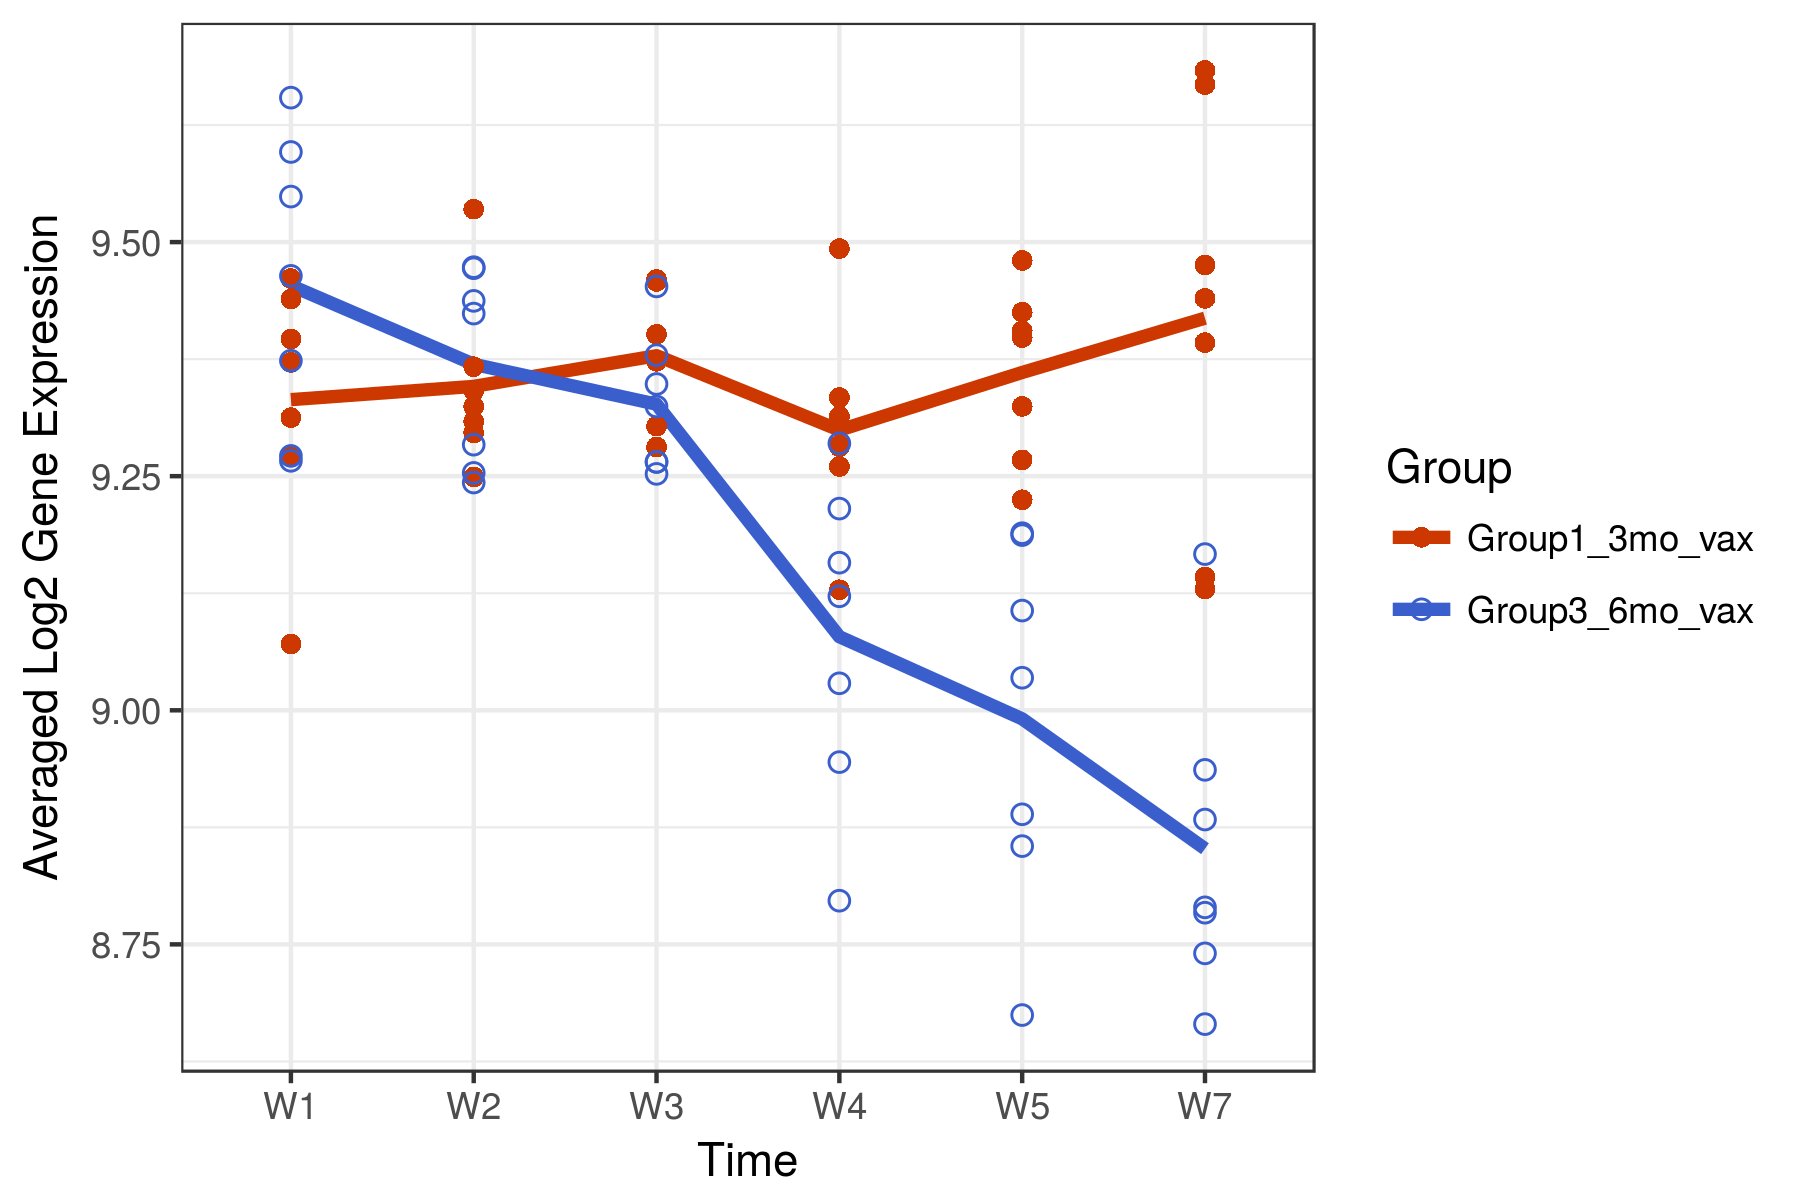 Averaged Log2 Gene Expression
9.50
9.25
9.00
8.75
W1 W2 W3 W4 W5 W7
Time
Group
Group1_3mo_vax
Group3_6mo_vax